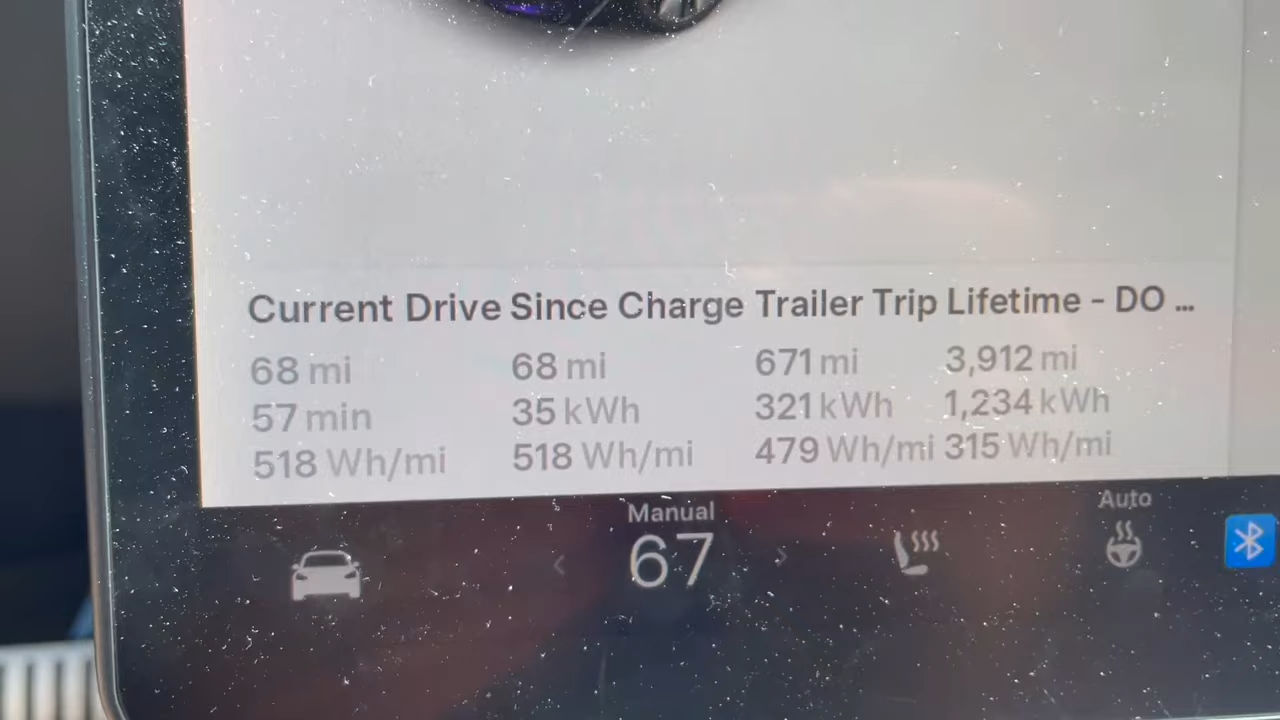 Current Drive Since Charge Trailer Trip Lifetime - DO ...
68 mi 68 mi 671 mi 3,912 mi
57 min 35 kWh 321 kWh 1,234 kWh
518 Wh/mi 518 Wh/mi 479 Wh/mi 315 Wh/mi
Manual Auto
67